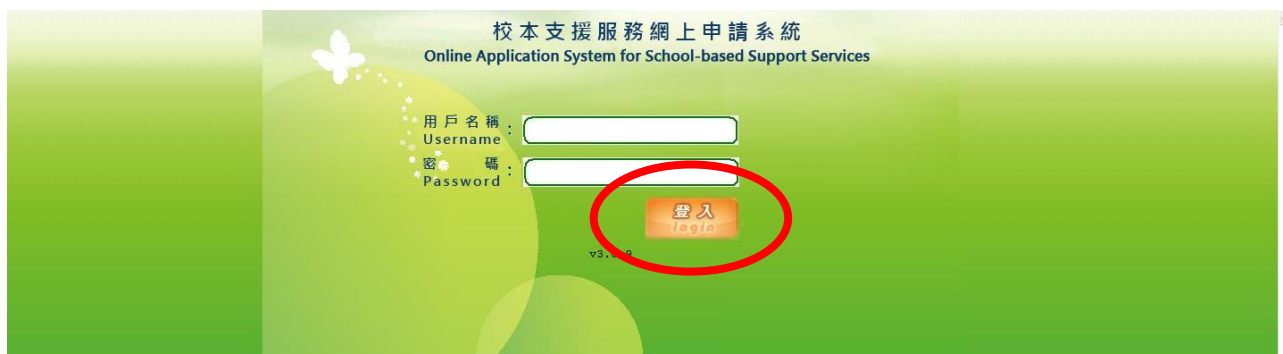 校本支援服務網上申請系統
Online Application System for School-based Support Services
用戶名稱 :
Username
密 碼 :
Password
登入
login